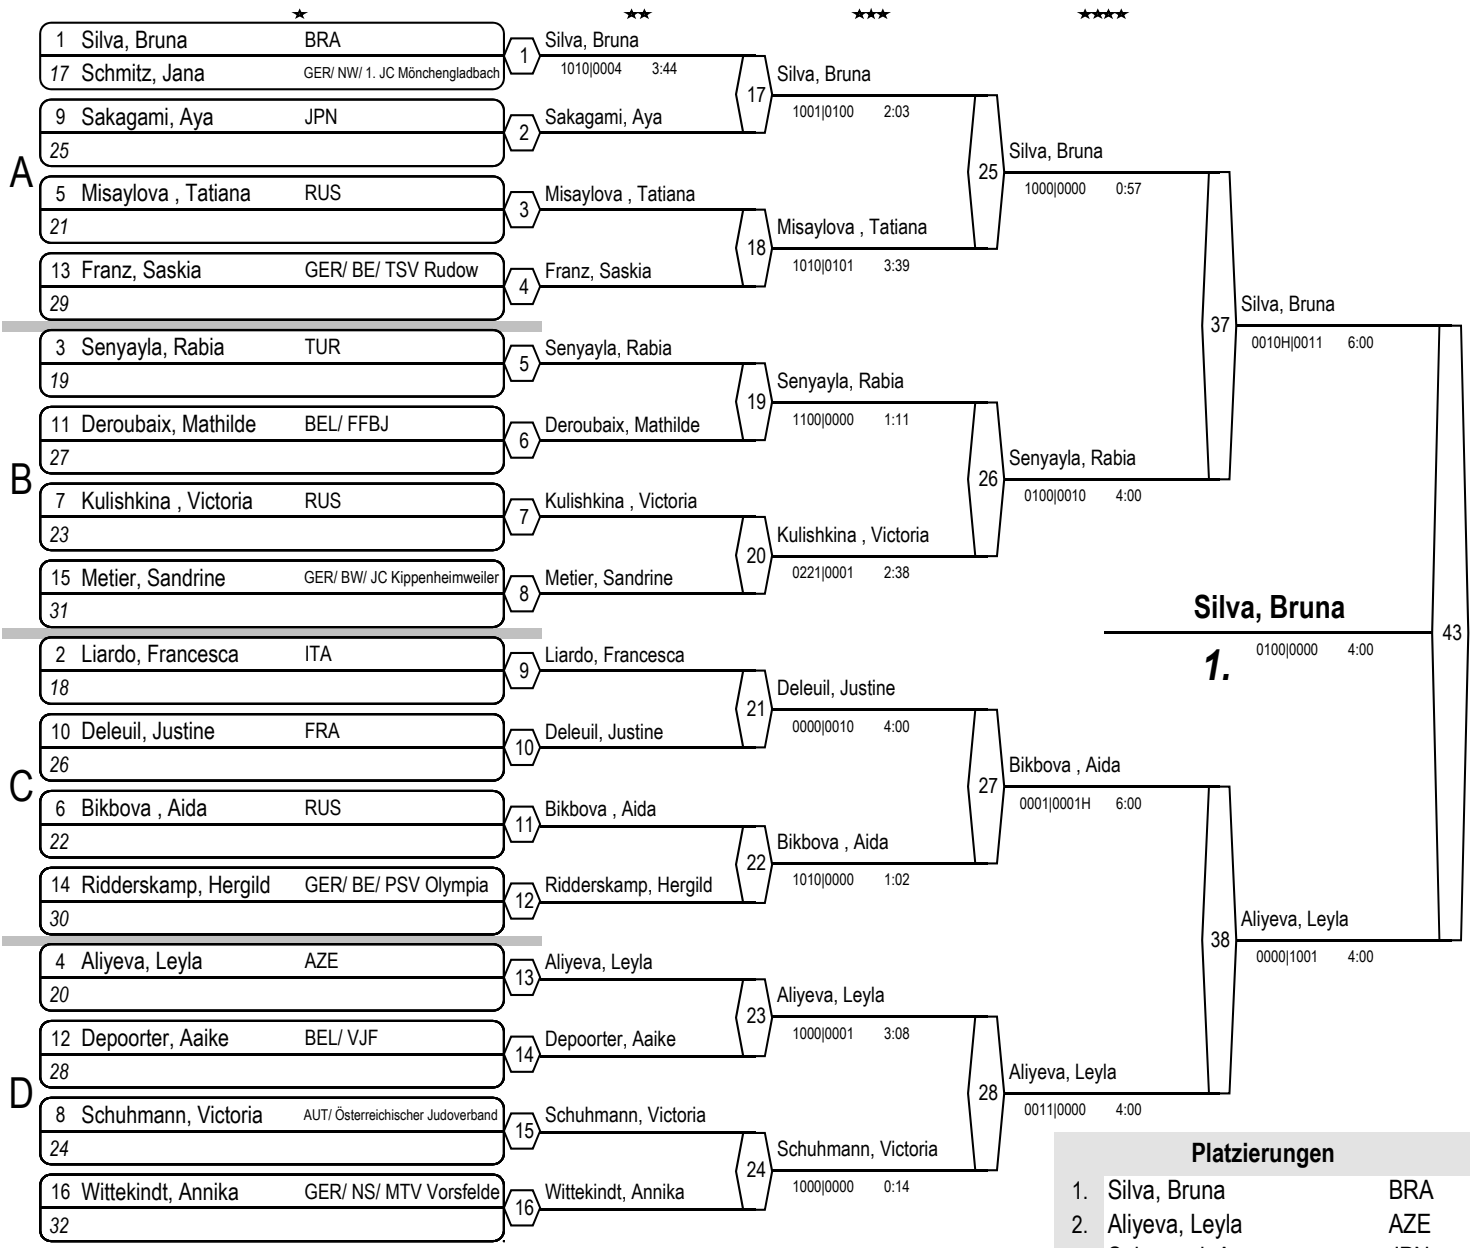 ★ ★★ ★★★ ★★★★
A
1 Silva, Bruna BRA
17 Schmitz, Jana GER/ NW/ 1. JC Mönchengladbach
9 Sakagami, Aya JPN
25
5 Misaylova , Tatiana RUS
21
13 Franz, Saskia GER/ BE/ TSV Rudow
29
B
3 Senyayla, Rabia TUR
19
11 Deroubaix, Mathilde BEL/ FFBJ
27
7 Kulishkina , Victoria RUS
23
15 Metier, Sandrine GER/ BW/ JC Kippenheimweiler
31
C
2 Liardo, Francesca ITA
18
10 Deleuil, Justine FRA
26
6 Bikbova , Aida RUS
22
14 Ridderskamp, Hergild GER/ BE/ PSV Olympia
30
D
4 Aliyeva, Leyla AZE
20
12 Depoorter, Aaike BEL/ VJF
28
8 Schuhmann, Victoria AUT/ Österreichischer Judoverband
24
16 Wittekindt, Annika GER/ NS/ MTV Vorsfelde
32
1 Silva, Bruna
1010|0004 3:44
2 Sakagami, Aya
3 Misaylova , Tatiana
4 Franz, Saskia
5 Senyayla, Rabia
6 Deroubaix, Mathilde
7 Kulishkina , Victoria
8 Metier, Sandrine
9 Liardo, Francesca
10 Deleuil, Justine
11 Bikbova , Aida
12 Ridderskamp, Hergild
13 Aliyeva, Leyla
14 Depoorter, Aaike
15 Schuhmann, Victoria
16 Wittekindt, Annika
17 Silva, Bruna
1001|0100 2:03
18 Misaylova , Tatiana
1010|0101 3:39
19 Senyayla, Rabia
1100|0000 1:11
20 Kulishkina , Victoria
0221|0001 2:38
21 Deleuil, Justine
0000|0010 4:00
22 Bikbova , Aida
1010|0000 1:02
23 Aliyeva, Leyla
1000|0001 3:08
24 Schuhmann, Victoria
1000|0000 0:14
25 Silva, Bruna
1000|0000 0:57
26 Senyayla, Rabia
0100|0010 4:00
27 Bikbova , Aida
0001|0001H 6:00
28 Aliyeva, Leyla
0011|0000 4:00
37 Silva, Bruna
0010H|0011 6:00
38 Aliyeva, Leyla
0000|1001 4:00
43 Silva, Bruna
1. 0100|0000 4:00
Platzierungen
1. Silva, Bruna BRA
2. Aliyeva, Leyla AZE